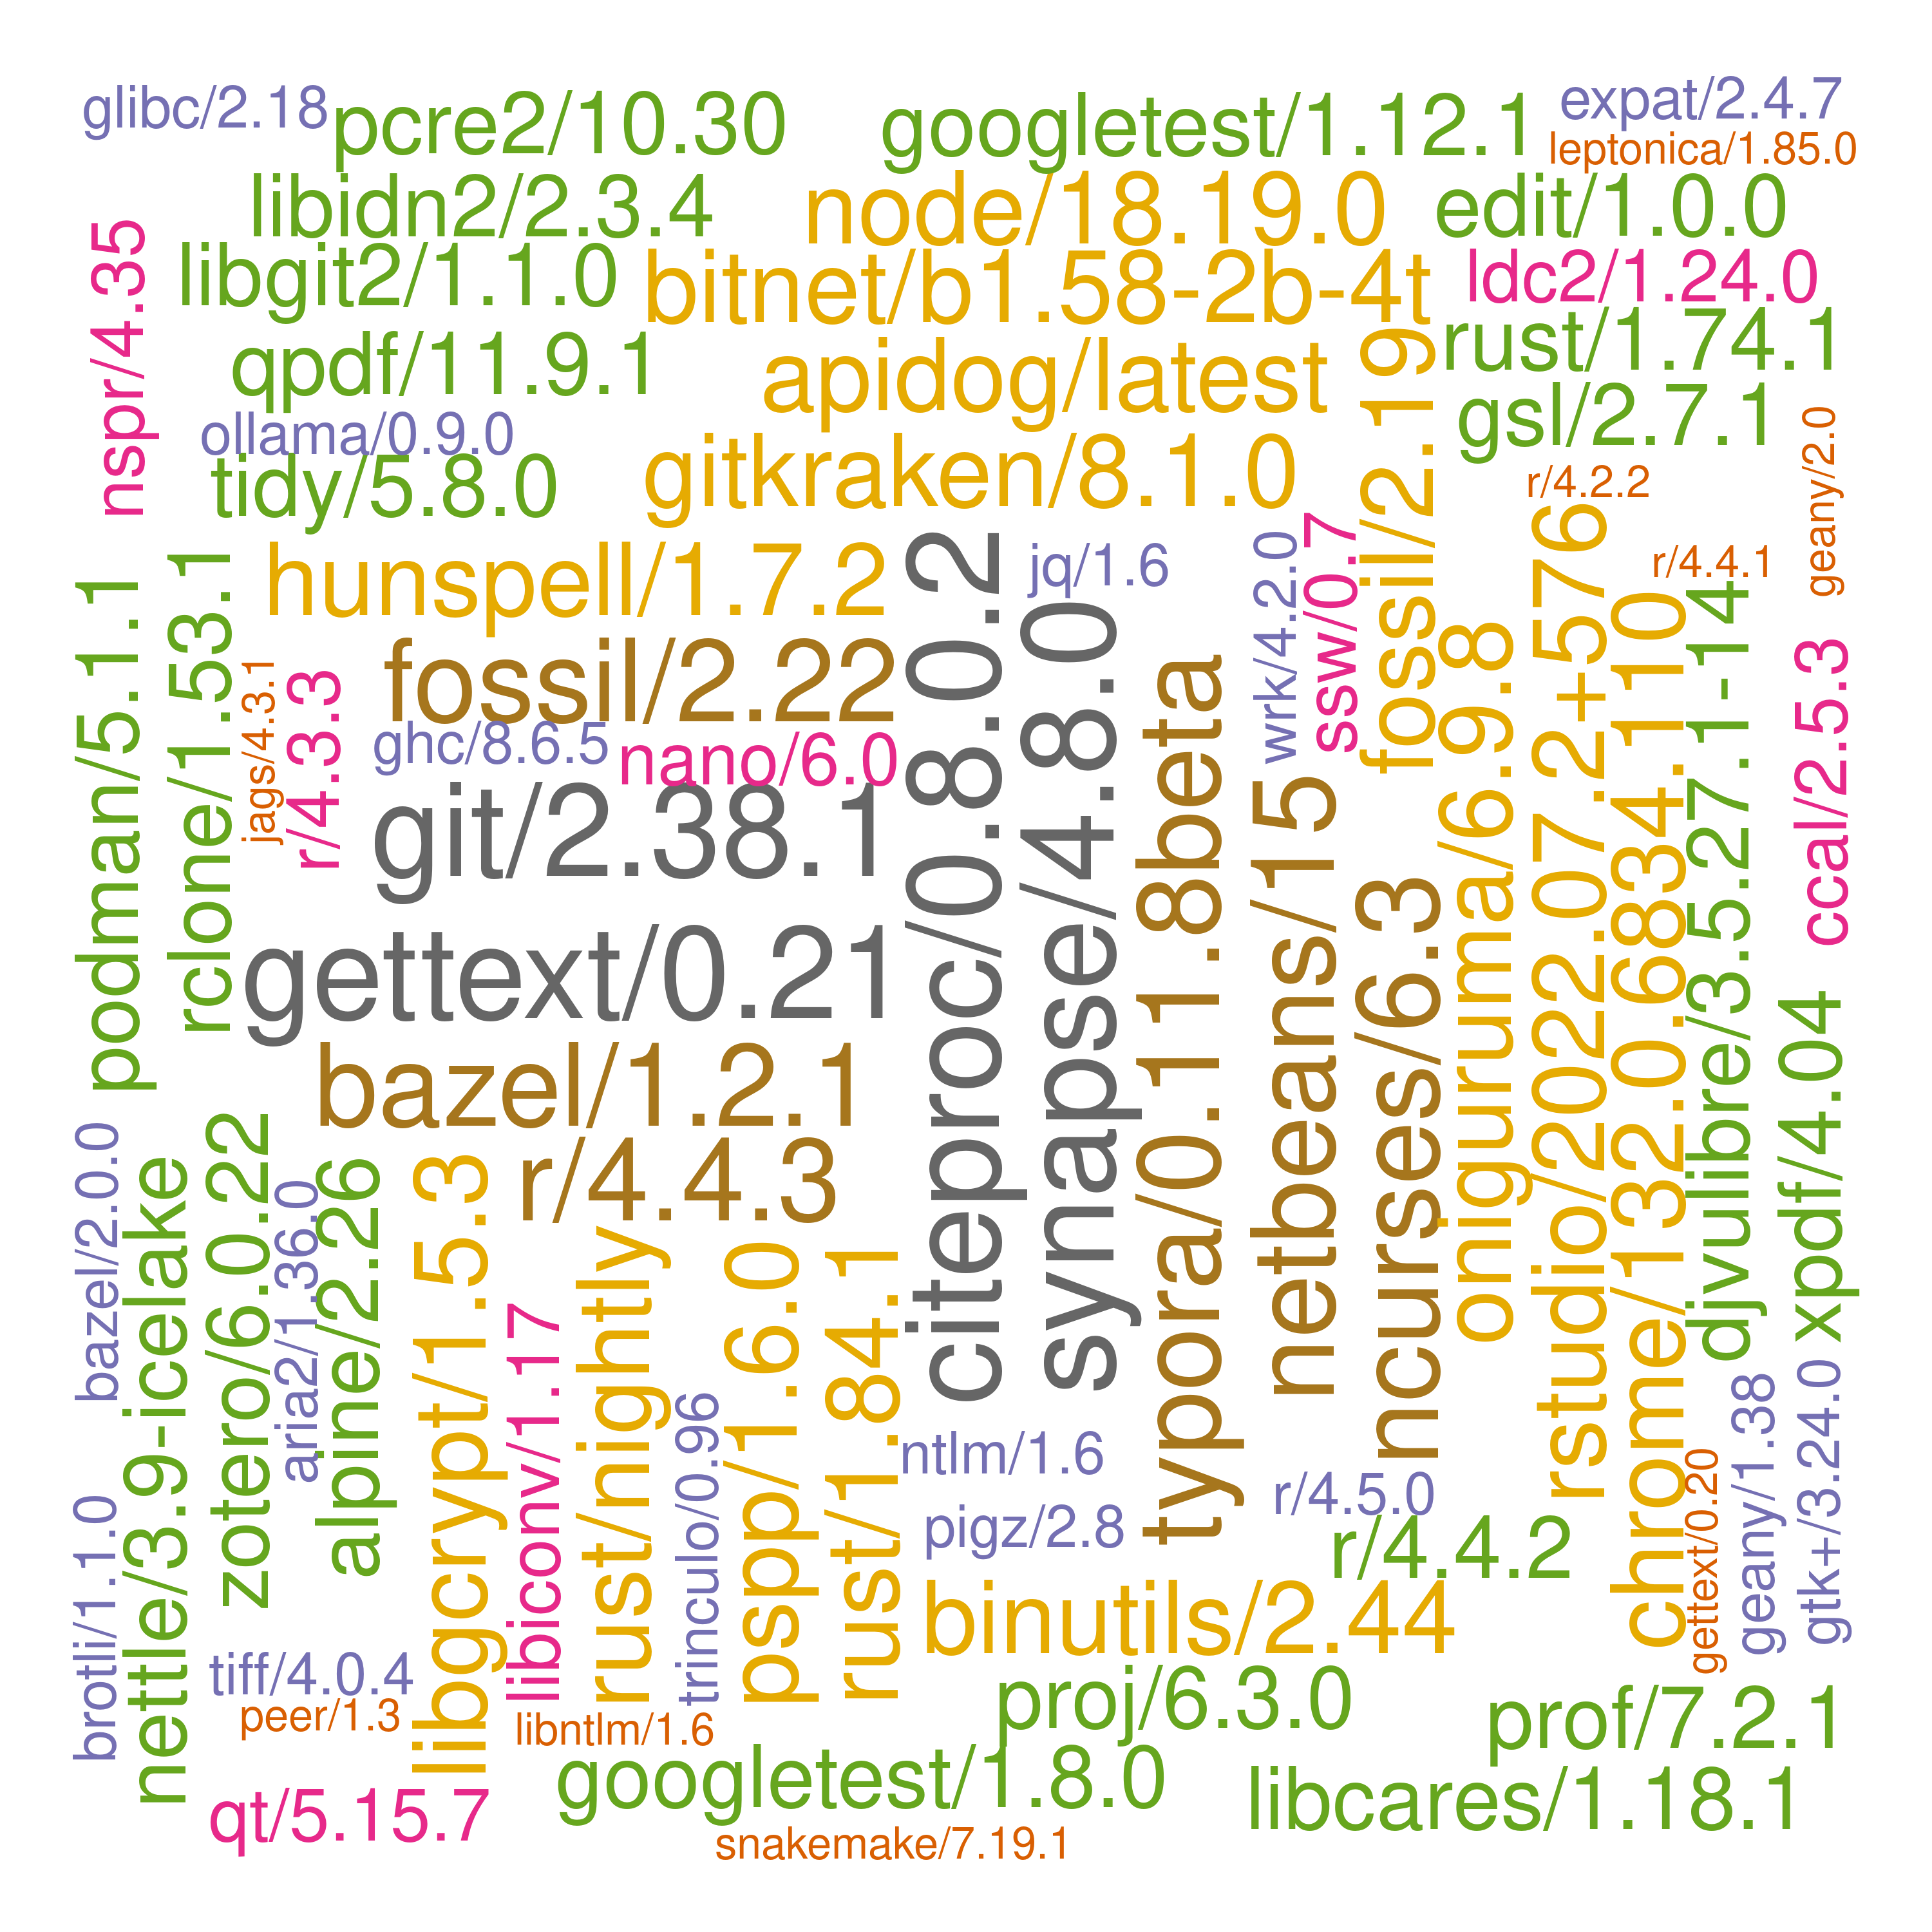 glibc/2.18
pcre2/10.30
googletest/1.12.1
expat/2.4.7
leptonica/1.85.0
libidn2/2.3.4
node/18.19.0
edit/1.0.0
nspr/4.35
libgit2/1.1.0
bitnet/b1.58-2b-4t
ldc2/1.24.0
qpdf/11.9.1
apidog/latest
fossil/2.19
rust/1.74.1
ollama/0.9.0
gsl/2.7.1
tidy/5.8.0
gitkraken/8.1.0
r/4.2.2
geany/2.0
podman/5.1.1
rclone/1.53.1
hunspell/1.7.2
citeproc/0.8.0.2
jq/1.6
wrk/4.2.0
ssw/0.7
rstudio/2022.07.2+576
r/4.4.1
jags/4.3.1
r/4.3.3
fossil/2.22
synapse/4.8.0
typora/0.11.8beta
oniguruma/6.9.8
chrome/132.0.6834.110
djvulibre/3.5.27.1-14
ccal/2.5.3
ghc/8.6.5
nano/6.0
git/2.38.1
netbeans/15
ncurses/6.3
gettext/0.21
xpdf/4.04
bazel/1.2.1
bazel/2.0.0
nettle/3.9-icelake
zotero/6.0.22
aria2/1.36.0
alpine/2.26
libgcrypt/1.5.3
r/4.4.3
libiconv/1.17
rust/nightly
trinculo/0.96
pspp/1.6.0
rust/1.84.1
ntlm/1.6
r/4.5.0
pigz/2.8
r/4.4.2
gettext/0.20
geany/1.38
gtk+/3.24.0
brotli/1.1.0
binutils/2.44
tiff/4.0.4
peer/1.3
libntlm/1.6
proj/6.3.0
prof/7.2.1
qt/5.15.7
googletest/1.8.0
libcares/1.18.1
snakemake/7.19.1